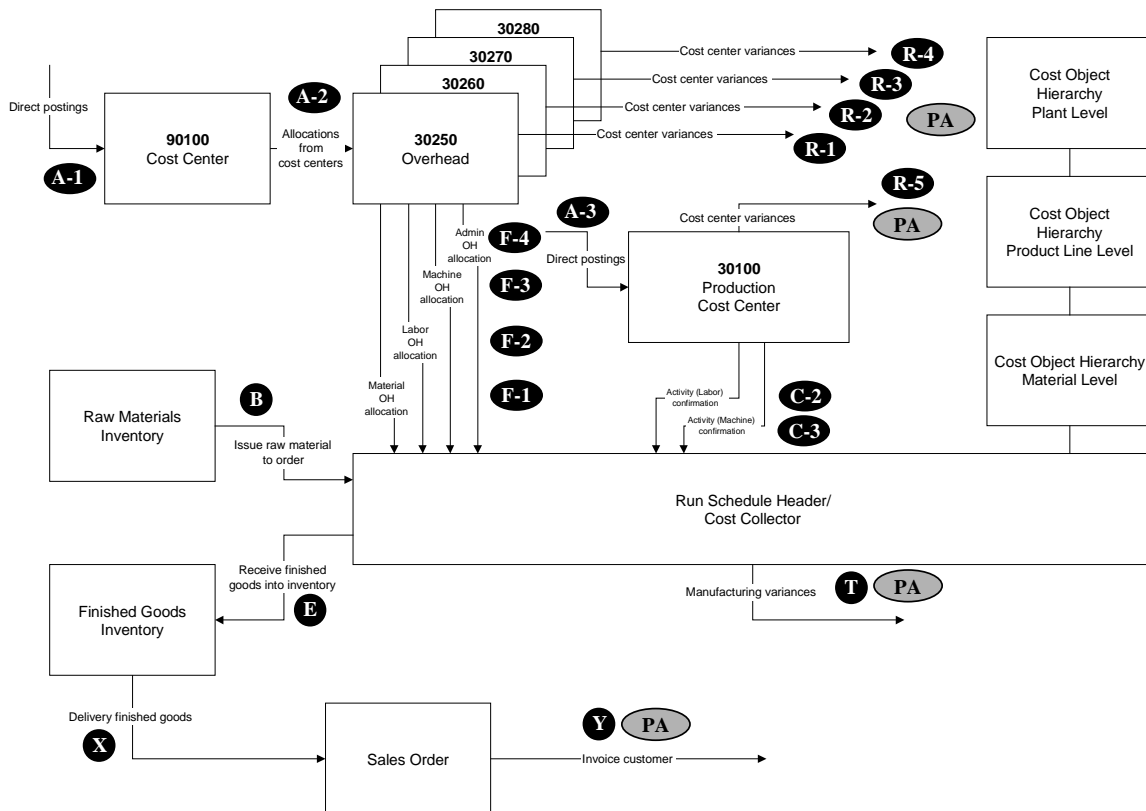 30280
Cost center variances
R-4
30270
Cost center variances
R-3
30260
Cost center variances
R-2
Cost center variances
R-1
PA
Direct postings
A-1
90100
Cost Center
A-2
Allocations
from
cost centers
30250
Overhead
Cost Object
Hierarchy
Plant Level
R-5
PA
Cost center variances
A-3
Direct postings
30100
Production
Cost Center
Cost Object
Hierarchy
Product Line Level
Admin
OH
allocation
F-4
Machine
OH
allocation
F-3
Labor
OH
allocation
F-2
Material
OH
allocation
F-1
Activity (Labor)
confirmation
C-2
Activity (Machine)
confirmation
C-3
Cost Object Hierarchy
Material Level
Raw Materials
Inventory
B
Issue raw material
to order
Run Schedule Header/
Cost Collector
Receive finished
goods into inventory
E
Finished Goods
Inventory
Manufacturing variances
T
PA
Delivery finished goods
X
Sales Order
Y
PA
Invoice customer